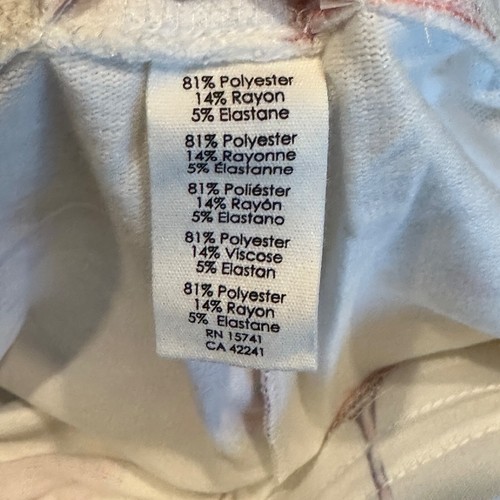 81% Polyester
14% Rayon
5% Elastane
81% Polyester
14% Rayonne
5% Élastanne
81% Poliéster
14% Rayón
5% Elastano
81% Polyester
14% Viscose
5% Elastan
81% Polyester
14% Rayon
5% Elastane
RN 15741
CA 42241